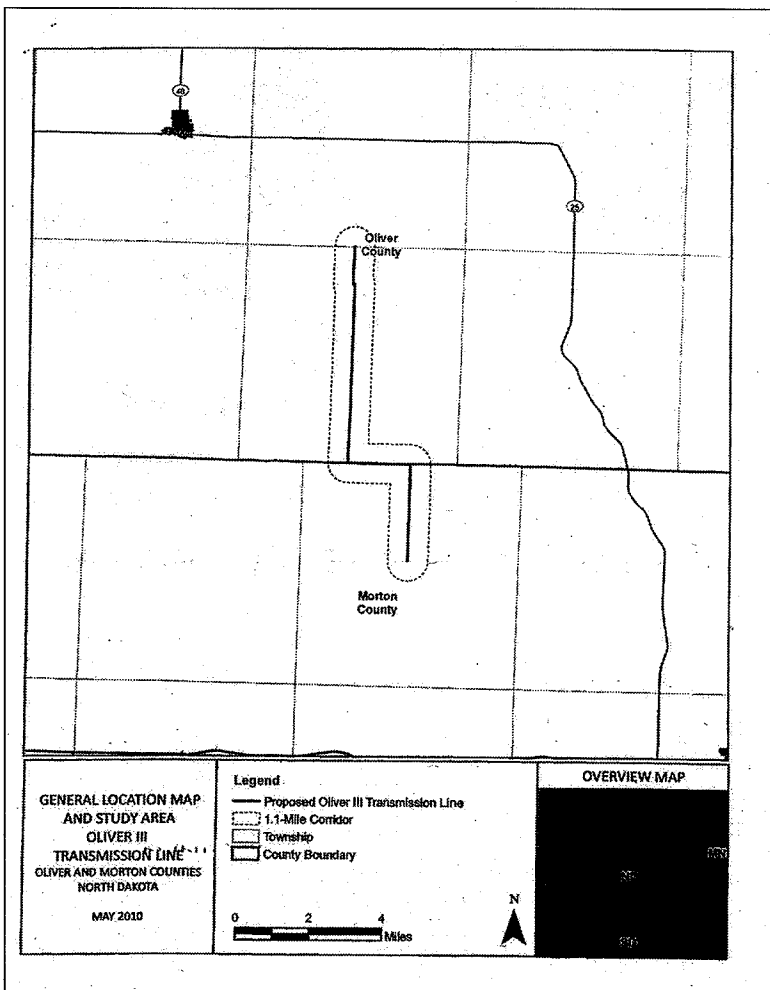 48
25
Oliver
County
Morton
County
GENERAL LOCATION MAP
AND STUDY AREA
OLIVER III
TRANSMISSION LINE
OLIVER AND MORTON COUNTIES
NORTH DAKOTA
MAY 2010
Legend
Proposed Oliver III Transmission Line
1.1-Mile Corridor
Township
County Boundary
0 2 4
Miles
N
OVERVIEW MAP